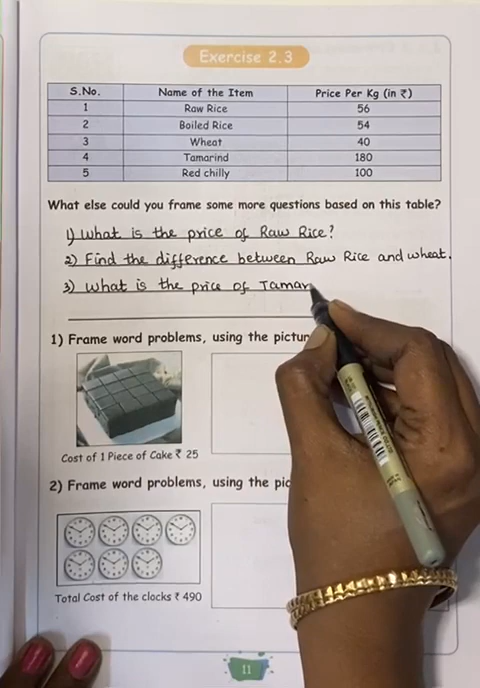 Exercise 2.3
S.No. Name of the Item Price Per Kg (in ₹)
1 Raw Rice 56
2 Boiled Rice 54
3 Wheat 40
4 Tamarind 180
5 Red chilly 100
What else could you frame some more questions based on this table?
1) What is the price of Raw Rice?
2) Find the difference between Raw Rice and wheat.
3) What is the price of Tamar
1) Frame word problems, using the pictur
Cost of 1 Piece of Cake ₹ 25
2) Frame word problems, using the pic
Total Cost of the clocks ₹ 490
11